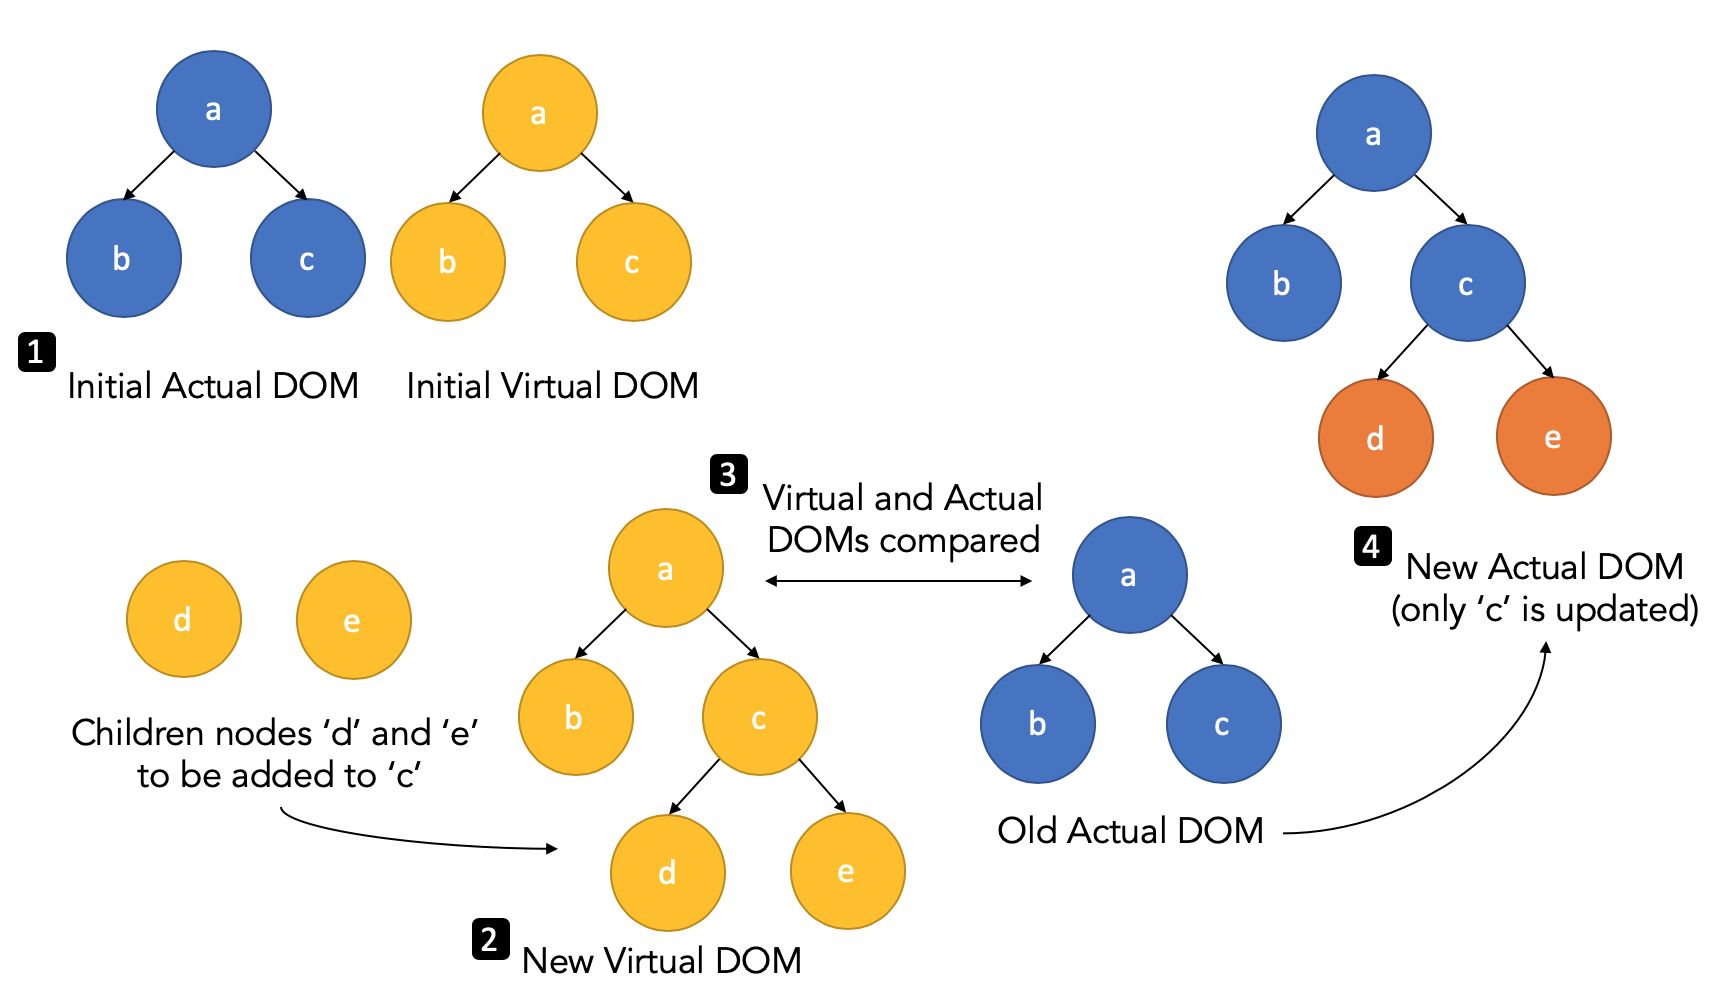 a
b
c
a
b
c
1
Initial Actual DOM
Initial Virtual DOM
d
e
Children nodes ‘d’ and ‘e’
to be added to ‘c’
a
b
c
d
e
2
New Virtual DOM
3
Virtual and Actual
DOMs compared
a
b
c
Old Actual DOM
a
b
c
d
e
4
New Actual DOM
(only ‘c’ is updated)